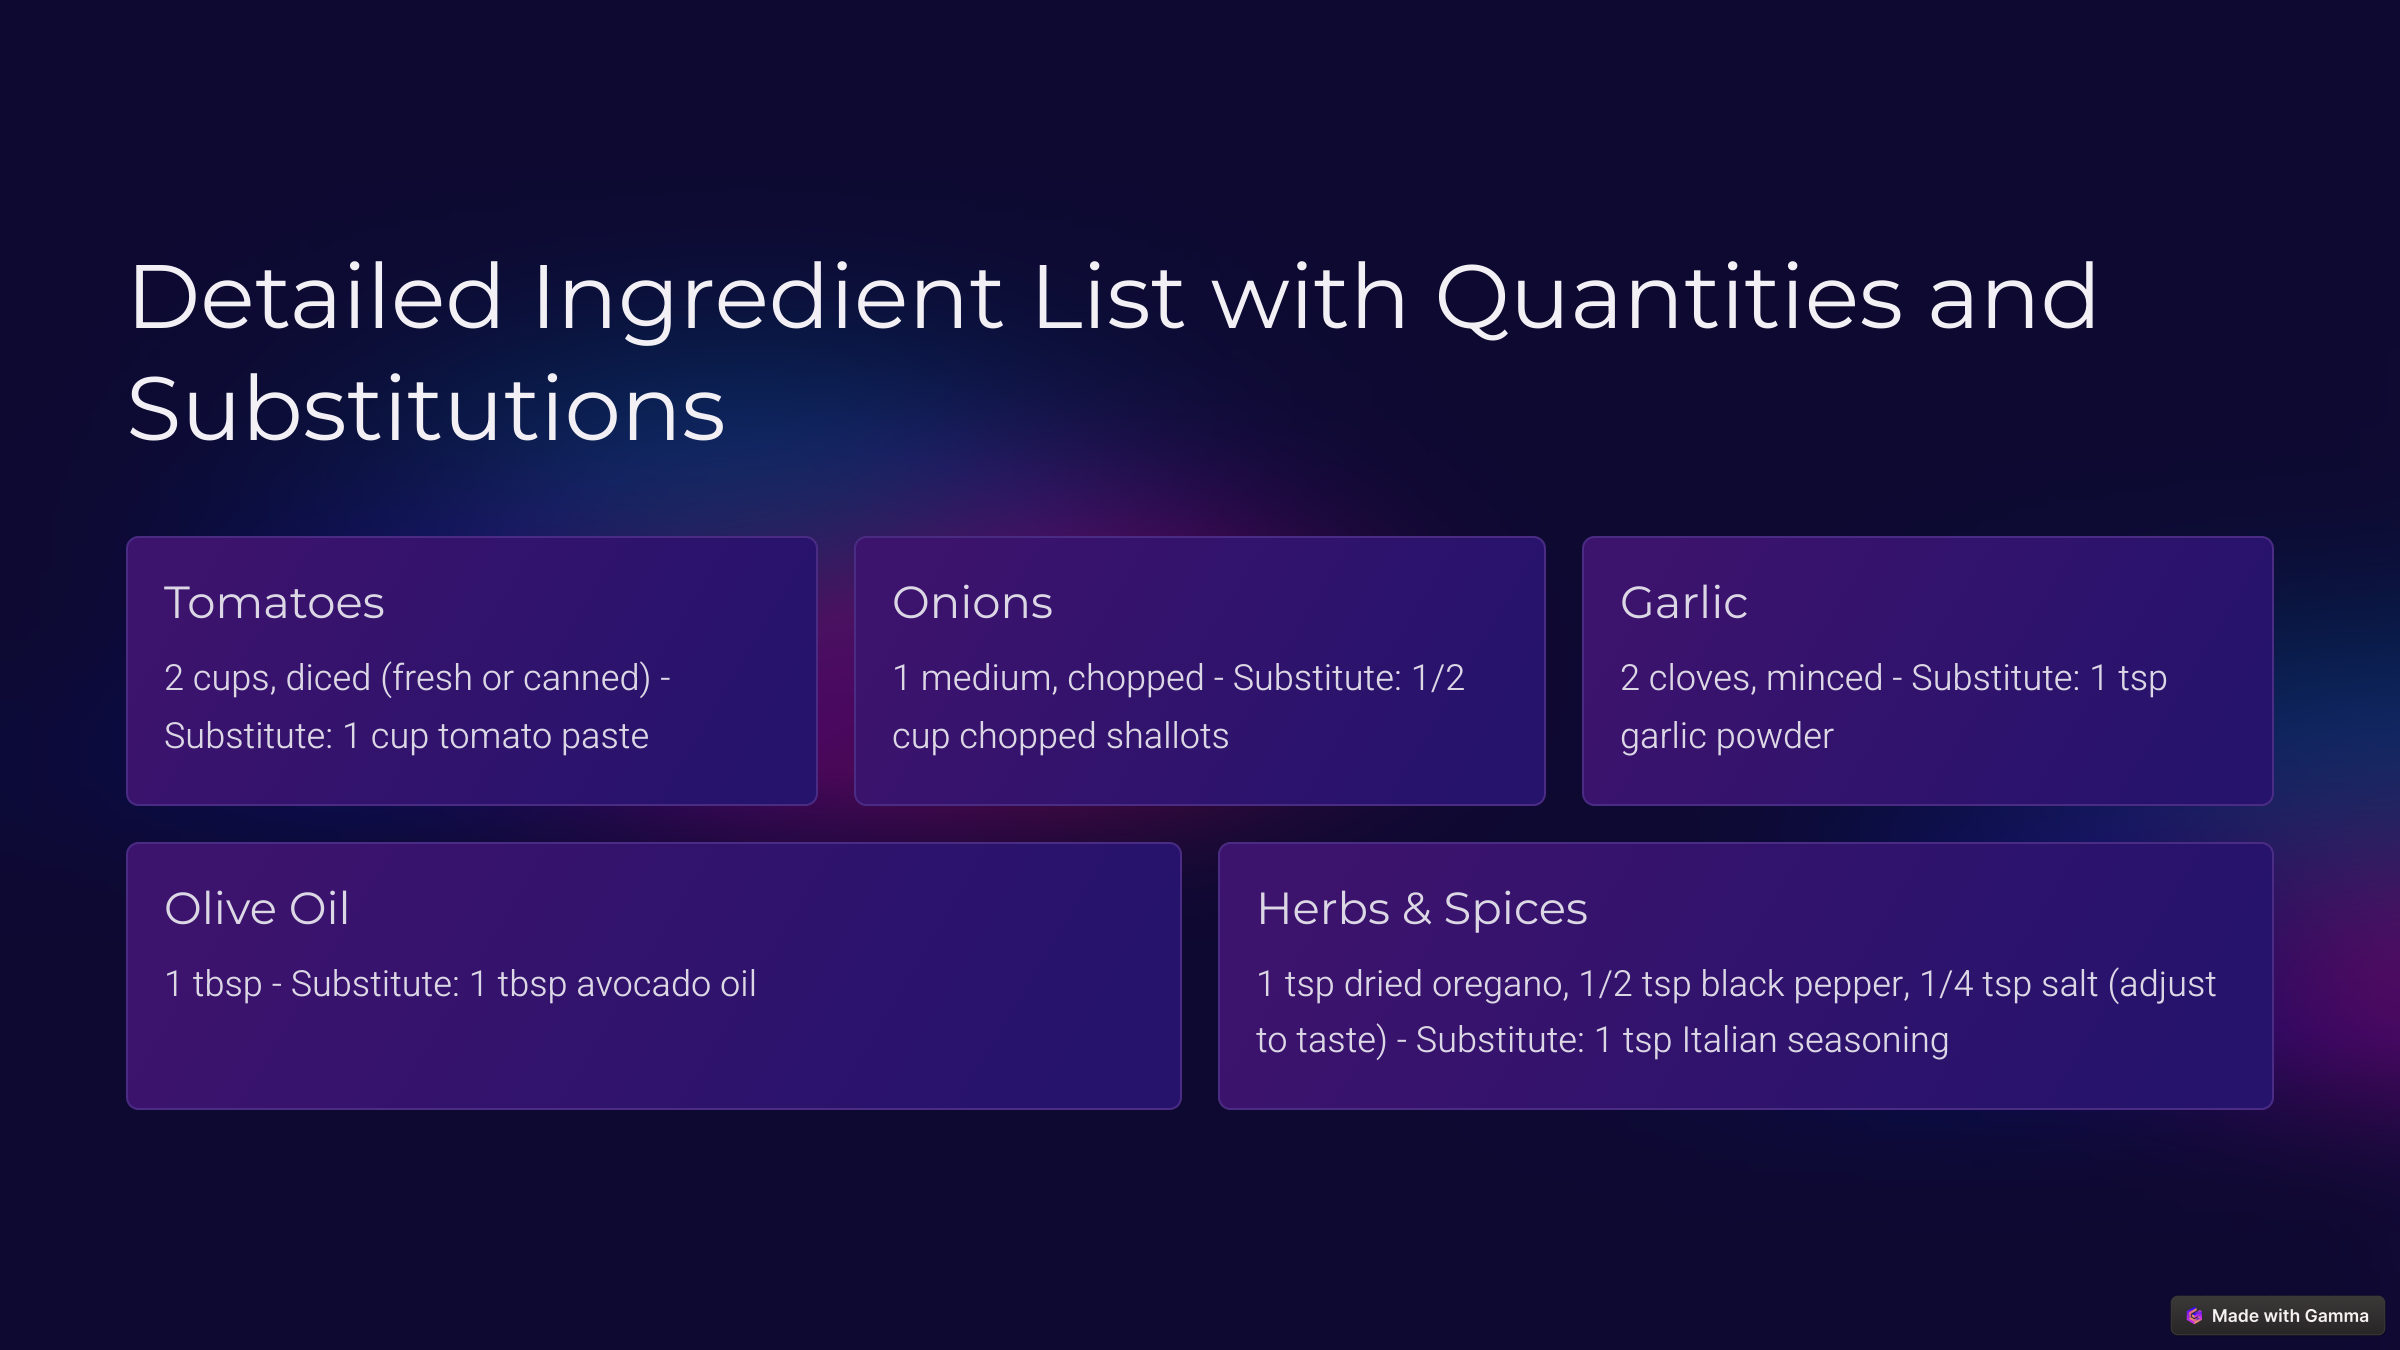 Detailed Ingredient List with Quantities and
Substitutions
Tomatoes
2 cups, diced (fresh or canned) -
Substitute: 1 cup tomato paste
Onions
1 medium, chopped - Substitute: 1/2
cup chopped shallots
Garlic
2 cloves, minced - Substitute: 1 tsp
garlic powder
Olive Oil
1 tbsp - Substitute: 1 tbsp avocado oil
Herbs & Spices
1 tsp dried oregano, 1/2 tsp black pepper, 1/4 tsp salt (adjust
to taste) - Substitute: 1 tsp Italian seasoning
Made with Gamma